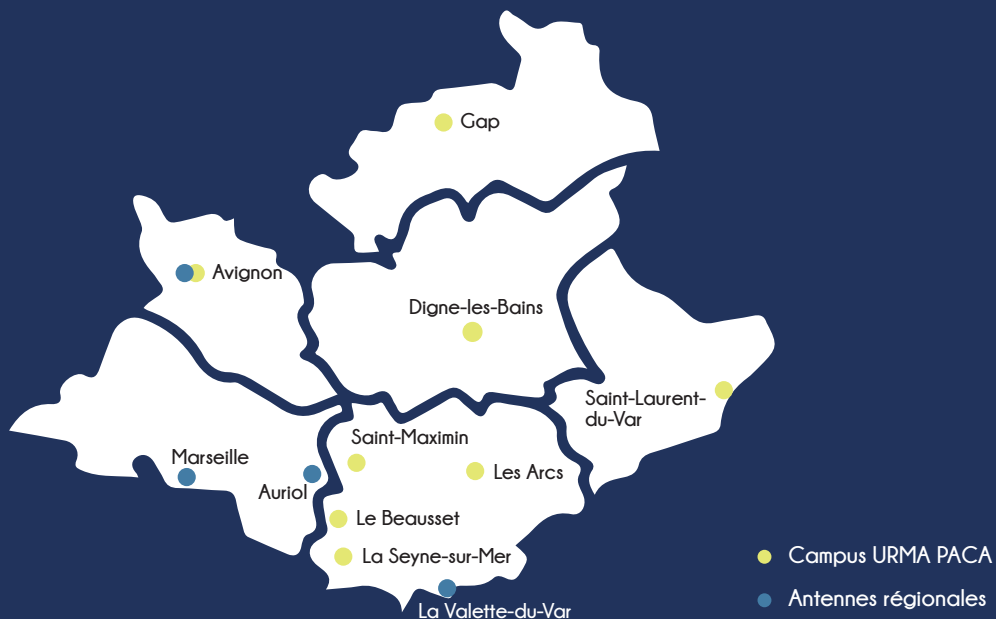 Gap
Avignon
Digne-les-Bains
Saint-Laurent-
du-Var
Saint-Maximin
Marseille
Les Arcs
Auriol
Le Beausset
La Seyne-sur-Mer
La Valette-du-Var
Campus URMA PACA
Antennes régionales